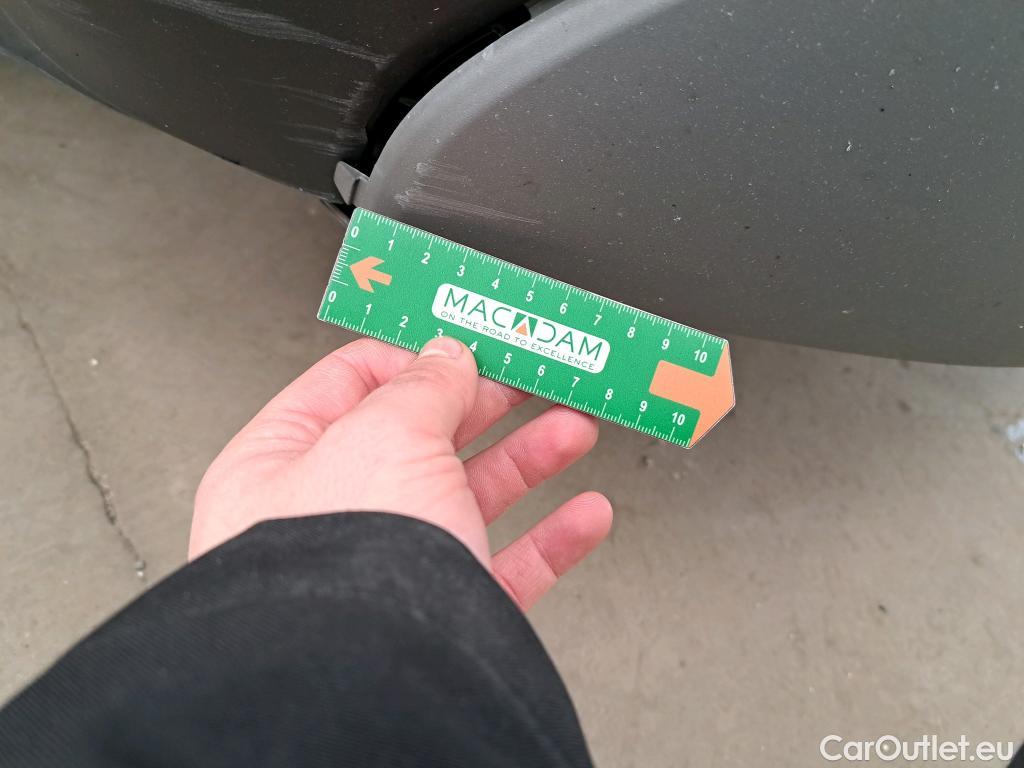 0 1 2 3 4 5 6 7 8 9 10
MACADAM
ON THE ROAD TO EXCELLENCE
0 1 2 3 4 5 6 7 8 9 10
CarOutlet.eu